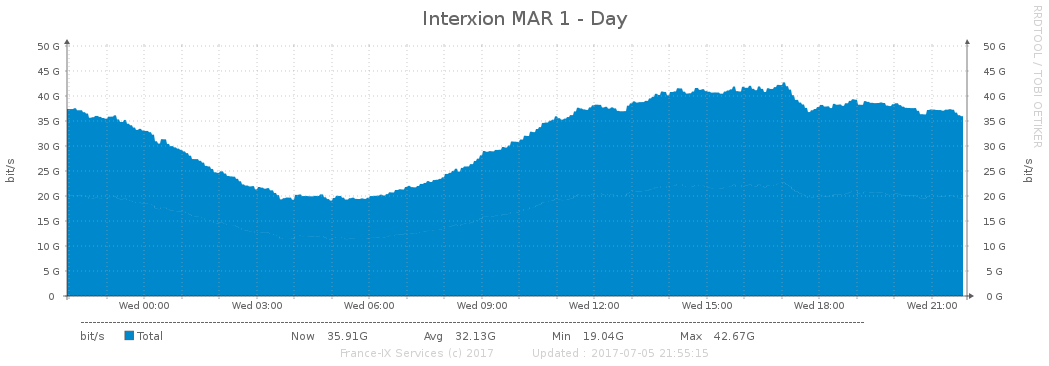 Interxion MAR 1 - Day
RRDTOOL / TOBI OETIKER
50 G 50 G
45 G 45 G
40 G 40 G
35 G 35 G
30 G 30 G
25 G 25 G
20 G 20 G
15 G 15 G
10 G 10 G
5 G 5 G
0 0 G
bit/s
bit/s
Wed 00:00 Wed 03:00 Wed 06:00 Wed 09:00 Wed 12:00 Wed 15:00 Wed 18:00 Wed 21:00
bit/s Total Now 35.91G Avg 32.13G Min 19.04G Max 42.67G
France-IX Services (c) 2017 Updated : 2017-07-05 21:55:15